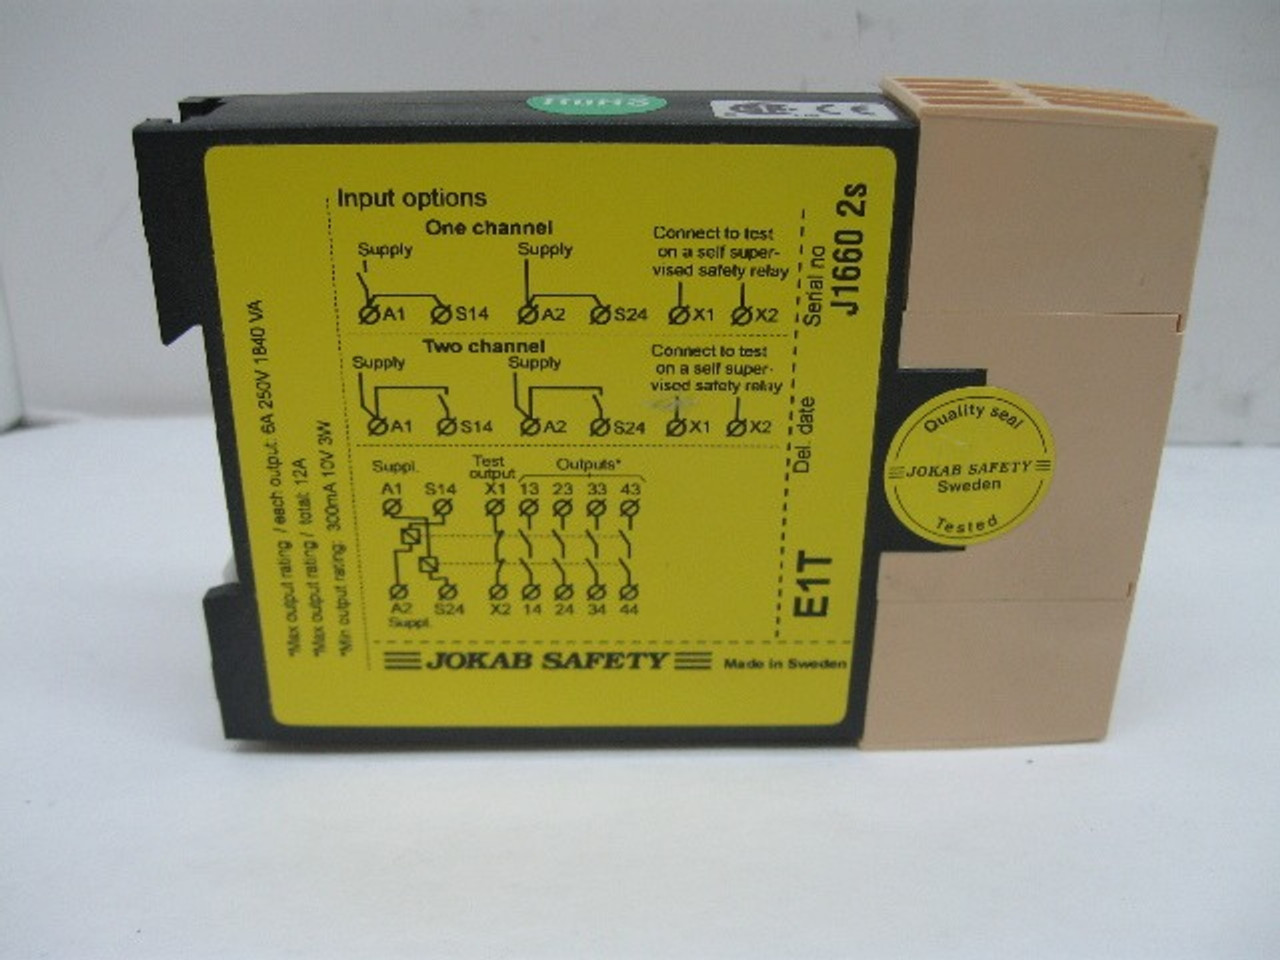 RoHS
CE
Input options
One channel
Supply Supply
Connect to test
on a self super-
vised safety relay
A1 S14 A2 S24 X1 X2
Two channel
Supply Supply
Connect to test
on a self super-
vised safety relay
A1 S14 A2 S24 X1 X2
Suppl. Test output Outputs*
A1 S14 X1 13 23 33 43
A2 S24 X2 14 24 34 44
Suppl.
*Max output rating / each output: 6A 250V 1840 VA
*Max output rating / total: 12A
*Min output rating: 300mA 10V 3W
Serial no
J1660 2s
Del. date
E1T
JOKAB SAFETY Made in Sweden
Quality seal
JOKAB SAFETY
Sweden
Tested